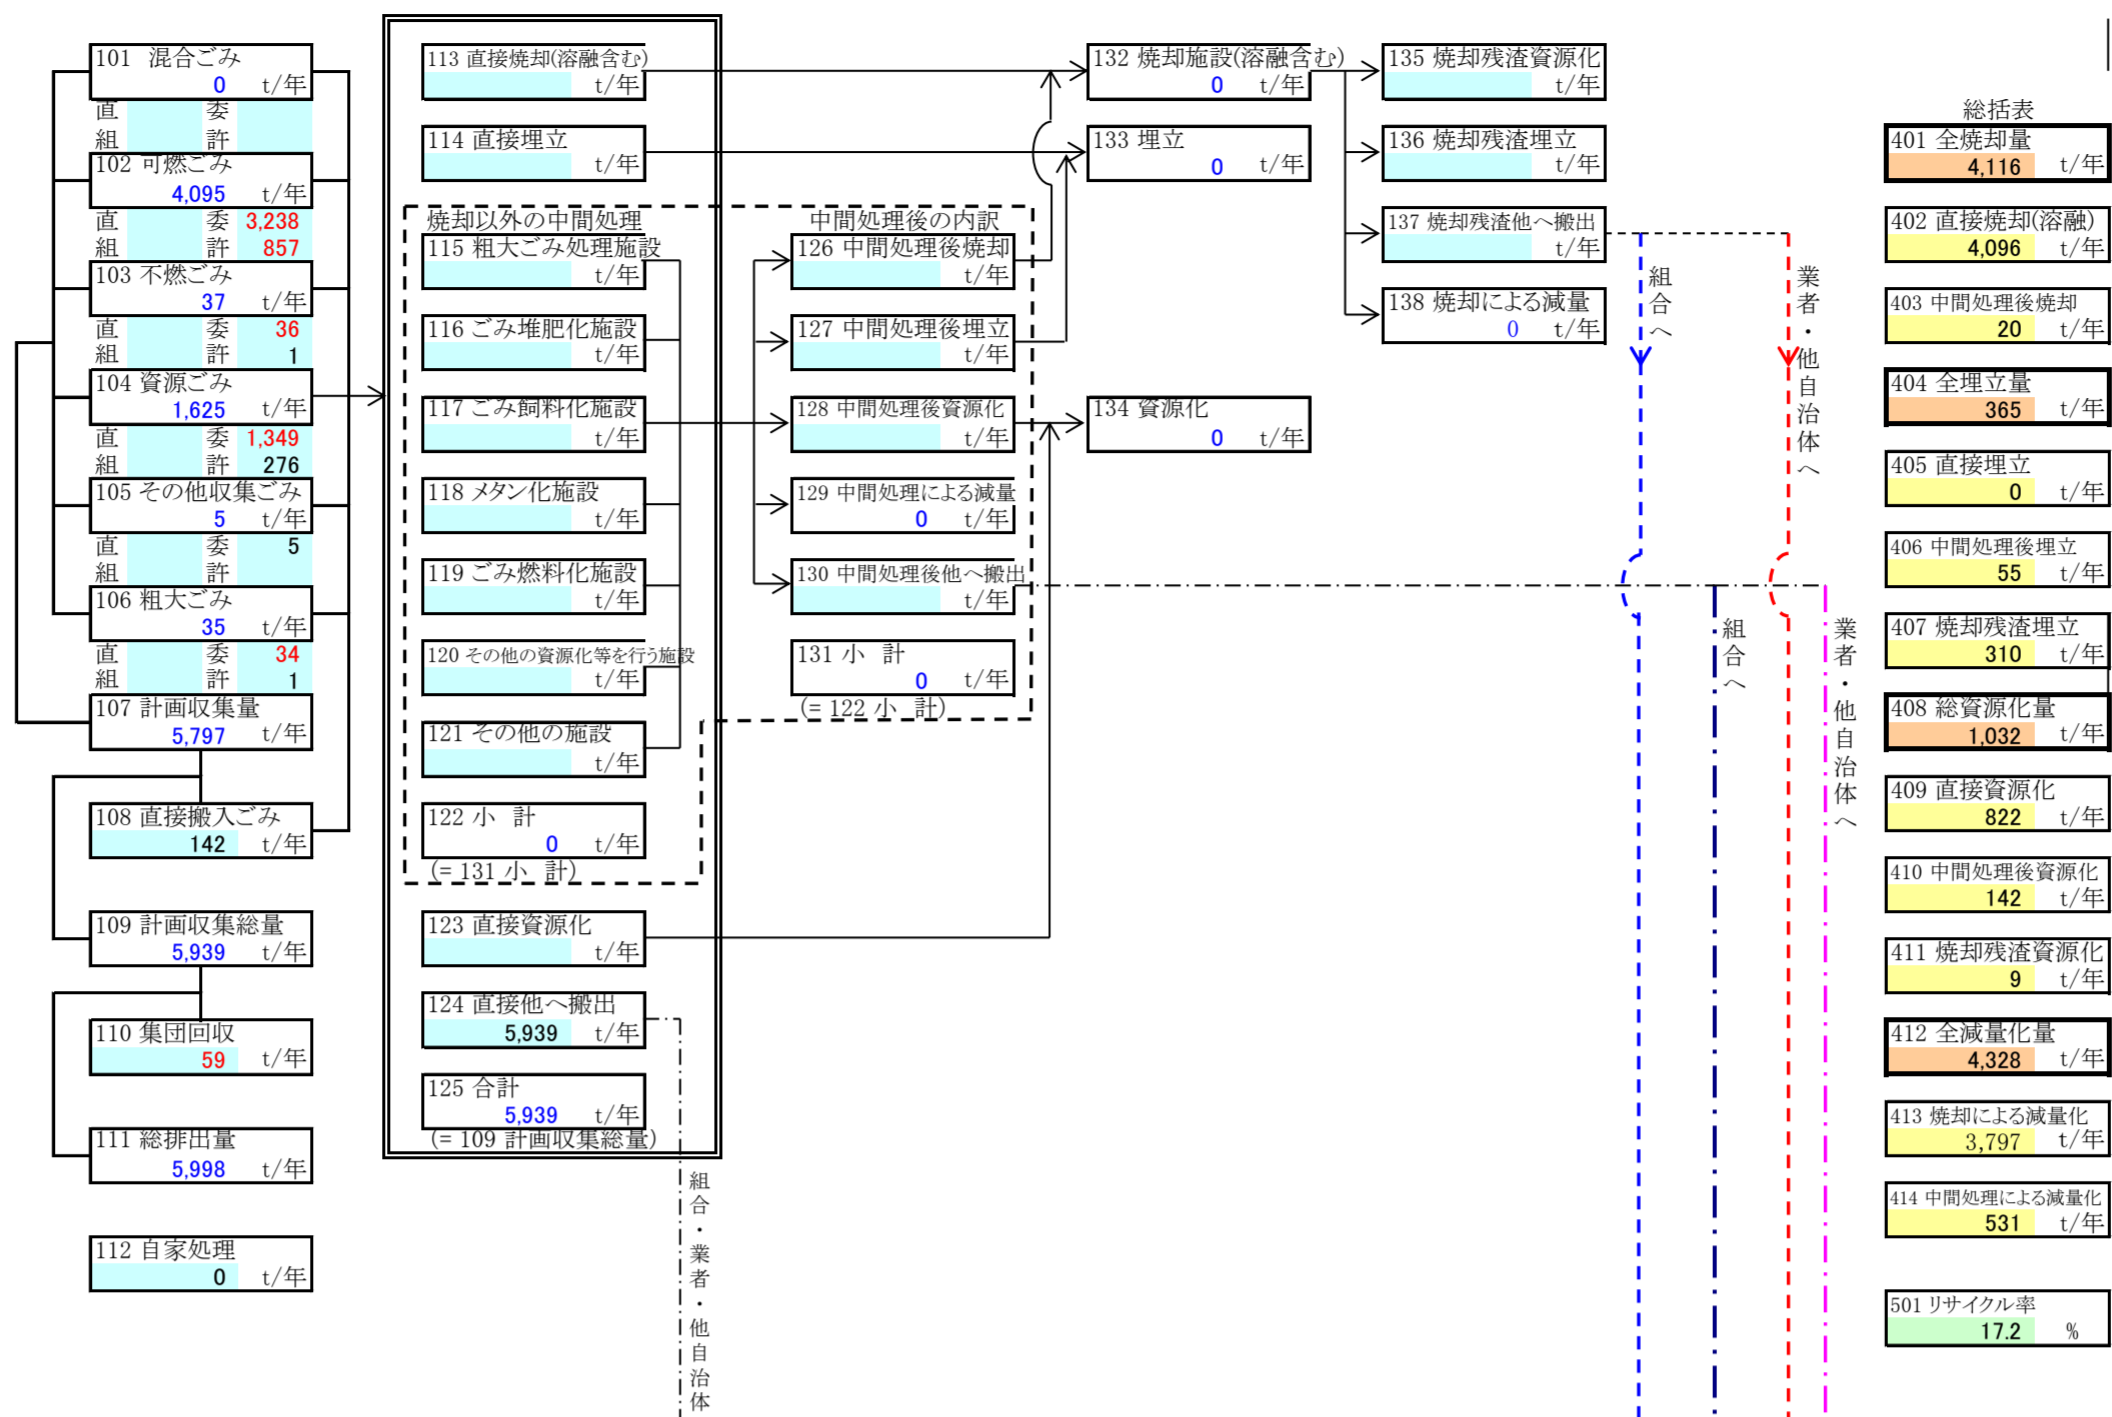 101 混合ごみ
0 t/年
直 委
組 許
102 可燃ごみ
4,095 t/年
直 委 3,238
組 許 857
103 不燃ごみ
37 t/年
直 委 36
組 許 1
104 資源ごみ
1,625 t/年
直 委 1,349
組 許 276
105 その他収集ごみ
5 t/年
直 委 5
組 許
106 粗大ごみ
35 t/年
直 委 34
組 許 1
107 計画収集量
5,797 t/年
108 直接搬入ごみ
142 t/年
109 計画収集総量
5,939 t/年
110 集団回収
59 t/年
111 総排出量
5,998 t/年
112 自家処理
0 t/年
113 直接焼却(溶融含む)
t/年
114 直接埋立
t/年
焼却以外の中間処理
115 粗大ごみ処理施設
t/年
116 ごみ堆肥化施設
t/年
117 ごみ飼料化施設
t/年
118 メタン化施設
t/年
119 ごみ燃料化施設
t/年
120 その他の資源化等を行う施設
t/年
121 その他の施設
t/年
122 小 計
0 t/年
(= 131 小 計)
123 直接資源化
t/年
124 直接他へ搬出
5,939 t/年
125 合計
5,939 t/年
(= 109 計画収集総量)
組合・業者・他自治体
中間処理後の内訳
126 中間処理後焼却
t/年
127 中間処理後埋立
t/年
128 中間処理後資源化
t/年
129 中間処理による減量
0 t/年
130 中間処理後他へ搬出
t/年
131 小 計
0 t/年
(= 122 小 計)
132 焼却施設(溶融含む)
0 t/年
133 埋立
0 t/年
134 資源化
0 t/年
135 焼却残渣資源化
t/年
136 焼却残渣埋立
t/年
137 焼却残渣他へ搬出
t/年
138 焼却による減量
0 t/年
組合へ
業者・他自治体へ
組合へ
業者・他自治体へ
総括表
401 全焼却量
4,116 t/年
402 直接焼却(溶融)
4,096 t/年
403 中間処理後焼却
20 t/年
404 全埋立量
365 t/年
405 直接埋立
0 t/年
406 中間処理後埋立
55 t/年
407 焼却残渣埋立
310 t/年
408 総資源化量
1,032 t/年
409 直接資源化
822 t/年
410 中間処理後資源化
142 t/年
411 焼却残渣資源化
9 t/年
412 全減量化量
4,328 t/年
413 焼却による減量化
3,797 t/年
414 中間処理による減量化
531 t/年
501 リサイクル率
17.2 %